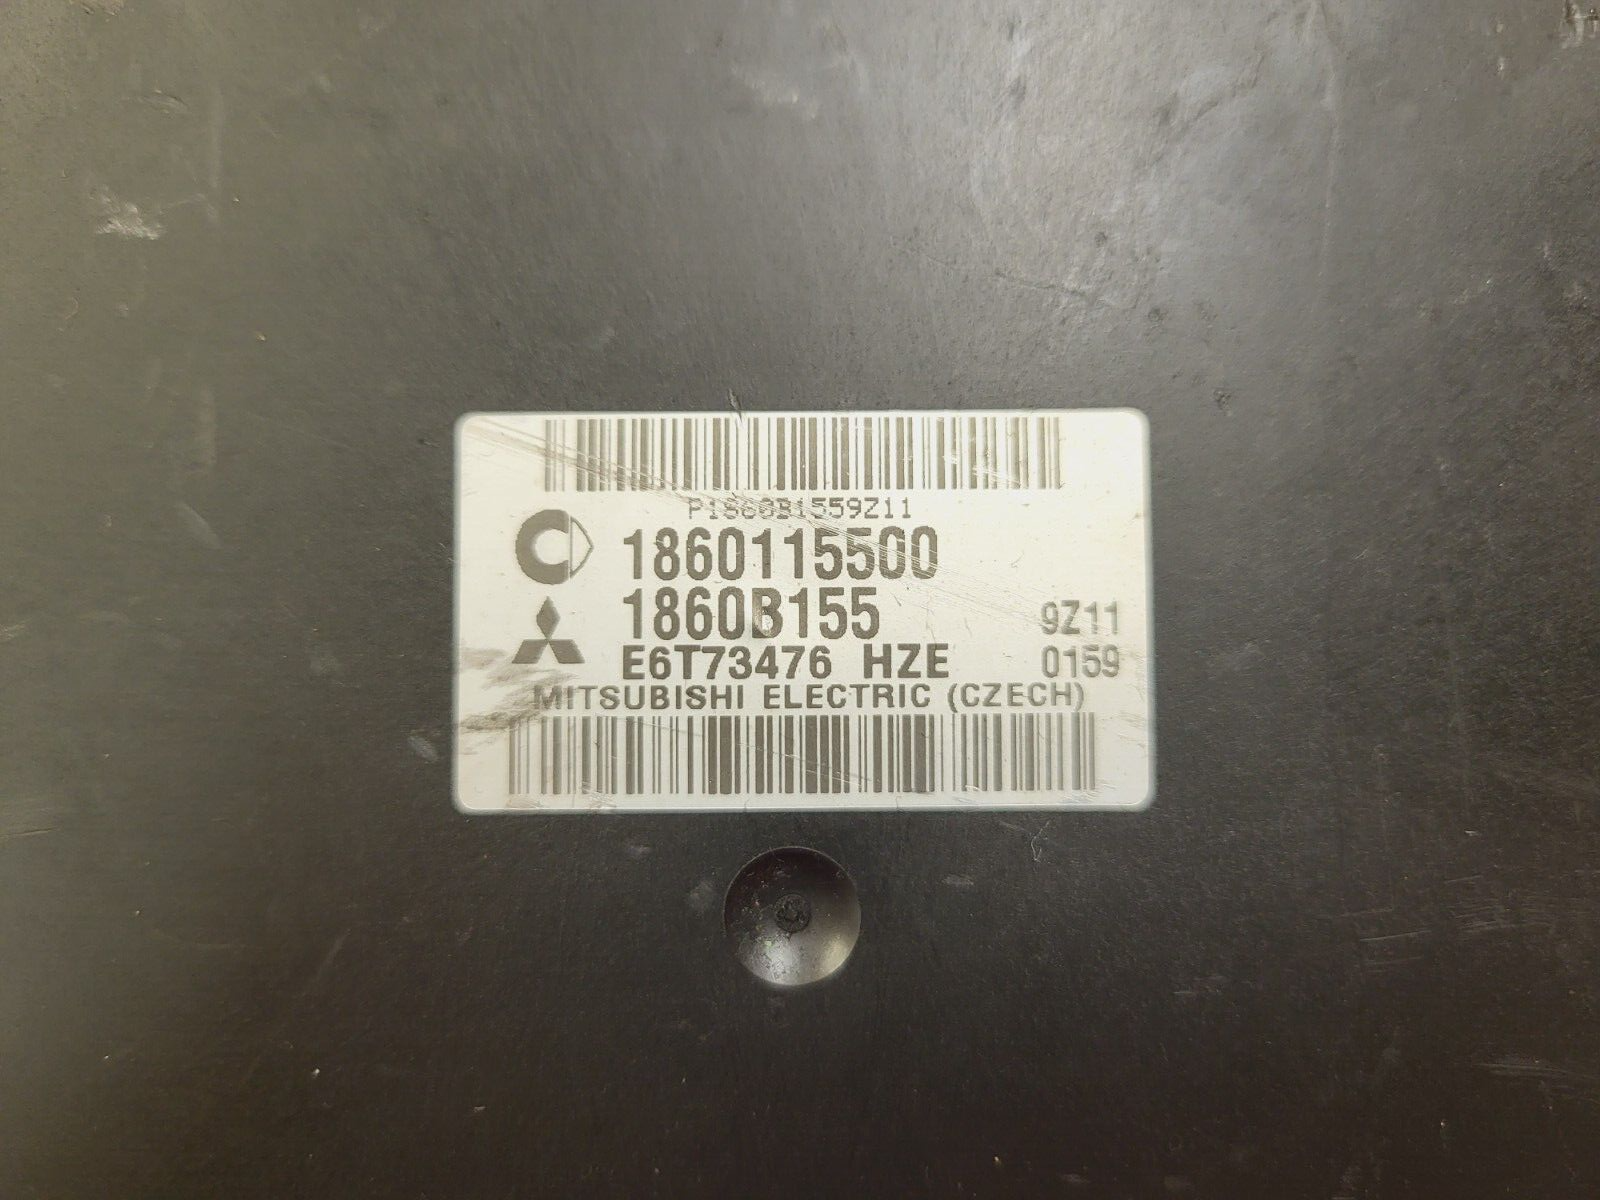 P1860B1559Z11
1860115500
1860B155 9Z11
E6T73476 HZE 0159
MITSUBISHI ELECTRIC (CZECH)